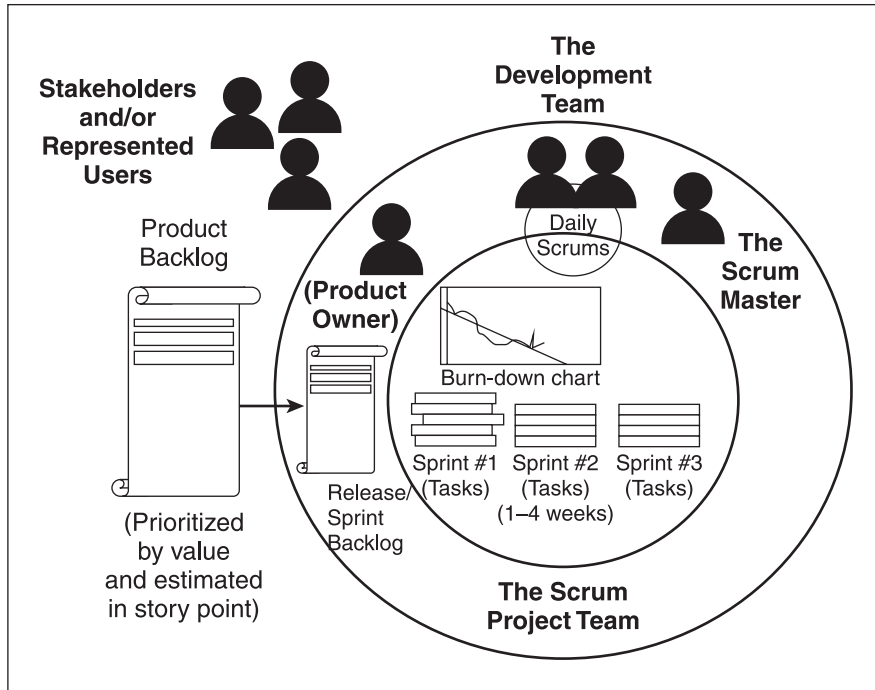 The
Development
Team
Stakeholders
and/or
Represented
Users
Product
Backlog
Daily
Scrums
The
Scrum
Master
(Product
Owner)
Burn-down chart
Sprint #1
(Tasks)
Sprint #2
(Tasks)
(1–4 weeks)
Sprint #3
(Tasks)
Release/
Sprint
Backlog
(Prioritized
by value
and estimated
in story point)
The Scrum
Project Team